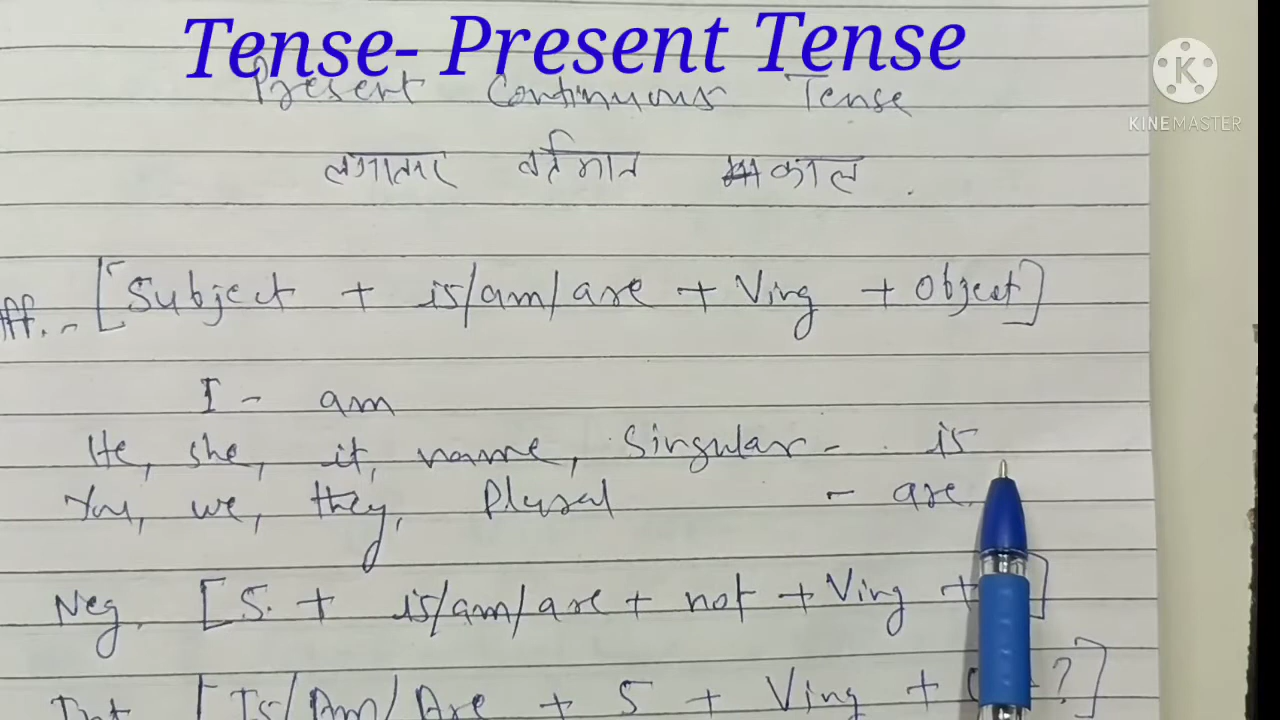 Tense- Present Tense
KINEMASTER
Present Continuous Tense
लगातार वर्तमान काल
Aff. - [Subject + is/am/are + Ving + Object]
I - am
He, she, it, name, Singular - is
You, we, they, Plural - are
Neg. [S. + is/am/are + not + Ving + ]
Int. [Is/Am/Are + S + Ving + ?]